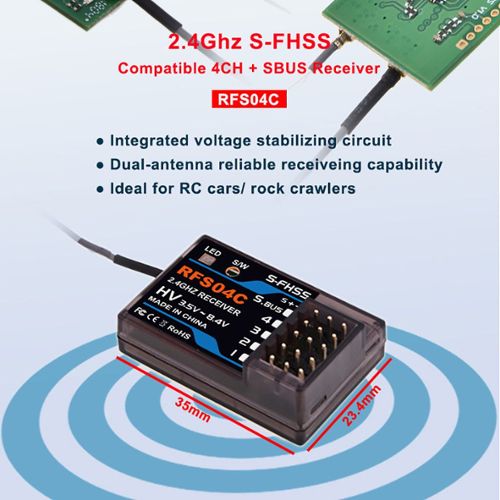 2.4Ghz S-FHSS
Compatible 4CH + SBUS Receiver
RFS04C
• Integrated voltage stabilizing circuit
• Dual-antenna reliable receiveing capability
• Ideal for RC cars/ rock crawlers
LED
S/W
S-FHSS
RFS04C
2.4GHZ RECEIVER
HV 3.5V-8.4V
MADE IN CHINA
FC CE RoHS
S+-
S.BUS
4
3
2
1
35mm
23.4mm